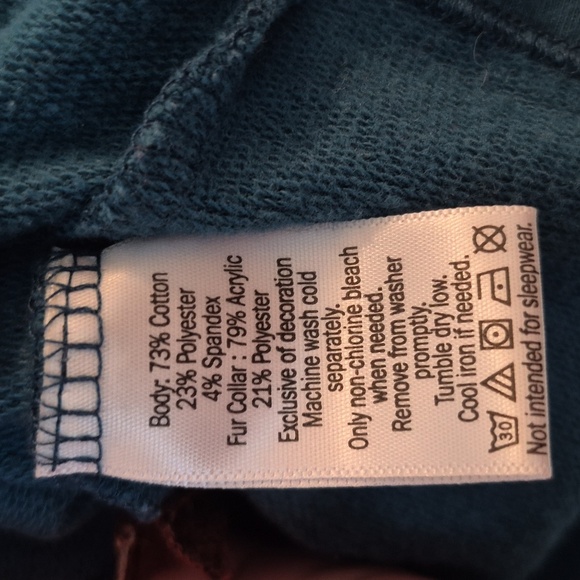 Body: 73% Cotton
23% Polyester
4% Spandex
Fur Collar : 79% Acrylic
21% Polyester
Exclusive of decoration
Machine wash cold
separately.
Only non-chlorine bleach
when needed.
Remove from washer
promptly.
Tumble dry low.
Cool iron if needed.
30
Not intended for sleepwear.